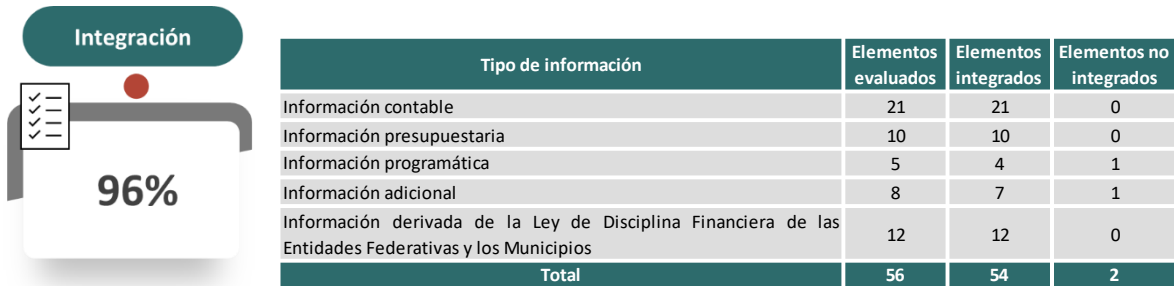 Integración
96%
Tipo de información Elementos evaluados Elementos integrados Elementos no integrados
Información contable 21 21 0
Información presupuestaria 10 10 0
Información programática 5 4 1
Información adicional 8 7 1
Información derivada de la Ley de Disciplina Financiera de las
Entidades Federativas y los Municipios 12 12 0
Total 56 54 2